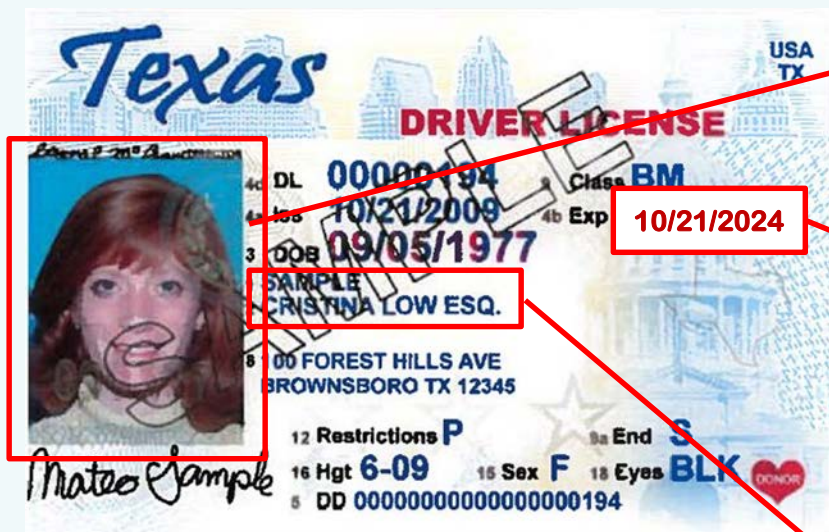 Texas
USA
TX
DRIVER LICENSE
4d DL 00000194 9 Class BM
4a Iss 10/21/2009 4b Exp 10/21/2024
3 DOB 09/05/1977
SAMPLE
CRISTINA LOW ESQ.
8 100 FOREST HILLS AVE
BROWNSBORO TX 12345
12 Restrictions P 9a End S
16 Hgt 6-09 15 Sex F 18 Eyes BLK
DONOR
5 DD 00000000000000000194
Mateo Sample
SAMPLE